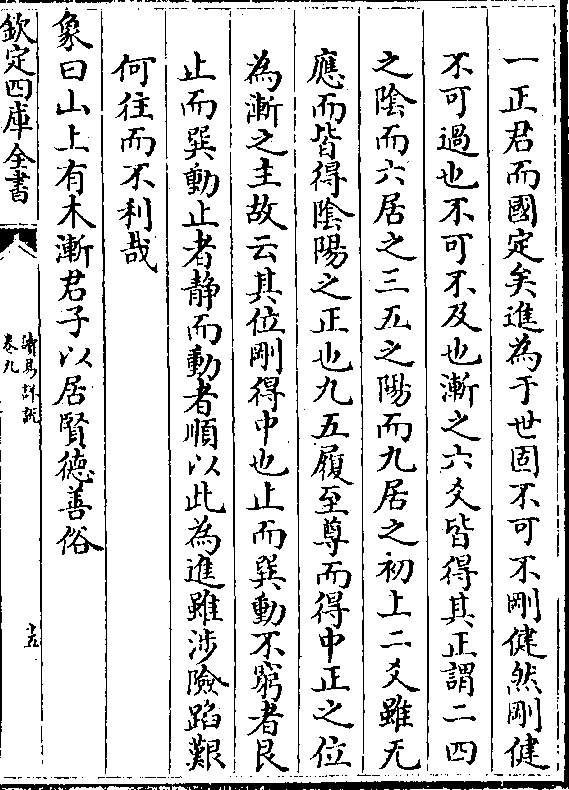 一正君而國定矣進為于世固不可不剛健然剛健
不可過也不可不及也漸之六爻皆得其正謂二四
之陰而六居之三五之陽而九居之初上二爻雖无
應而皆得陰陽之正也九五履至尊而得中正之位
為漸之主故云其位剛得中也止而巽動不窮者艮
止而巽動止者静而動者順以此為進雖涉險蹈艱
何往而不利哉
象曰山上有木漸君子以居賢德善俗
欽定四庫全書
讀易詳說
卷九
十五